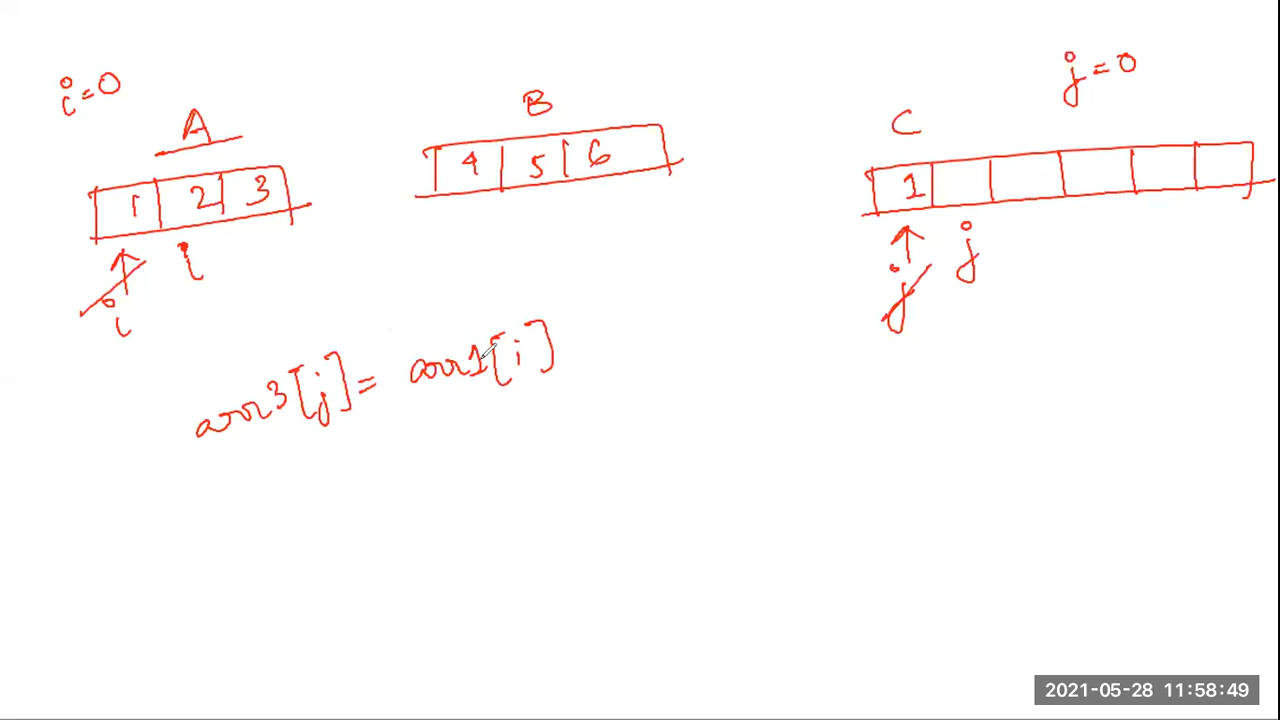 j=0
i=0
A
B
C
1 2 3
4 5 6
1
i
i
j
j
arr3[j]= arr1[i]
2021-05-28 11:58:49